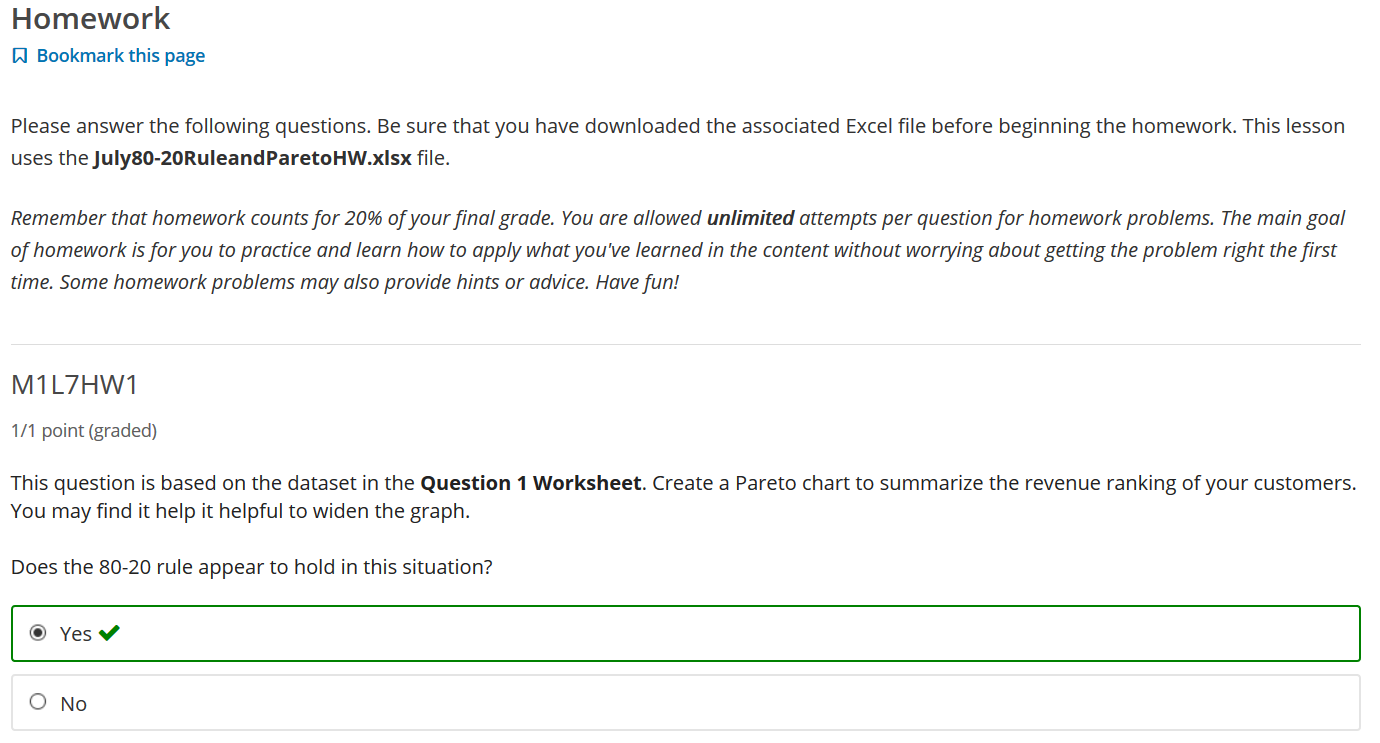 Homework
Bookmark this page
Please answer the following questions. Be sure that you have downloaded the associated Excel file before beginning the homework. This lesson
uses the July80-20RuleandParetoHW.xlsx file.
Remember that homework counts for 20% of your final grade. You are allowed unlimited attempts per question for homework problems. The main goal
of homework is for you to practice and learn how to apply what you've learned in the content without worrying about getting the problem right the first
time. Some homework problems may also provide hints or advice. Have fun!
M1L7HW1
1/1 point (graded)
This question is based on the dataset in the Question 1 Worksheet. Create a Pareto chart to summarize the revenue ranking of your customers.
You may find it help it helpful to widen the graph.
Does the 80-20 rule appear to hold in this situation?
Yes
No